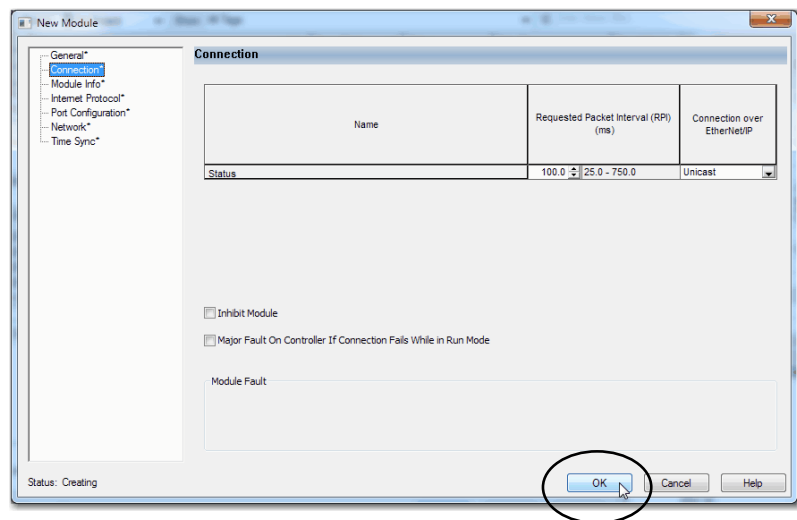 New Module
General*
Connection*
Module Info*
Internet Protocol*
Port Configuration*
Network*
Time Sync*
Connection
Name
Requested Packet Interval (RPI)
(ms)
Connection over
EtherNet/IP
Status
100.0
25.0 - 750.0
Unicast
Inhibit Module
Major Fault On Controller If Connection Fails While in Run Mode
Module Fault
Status: Creating
OK
Cancel
Help